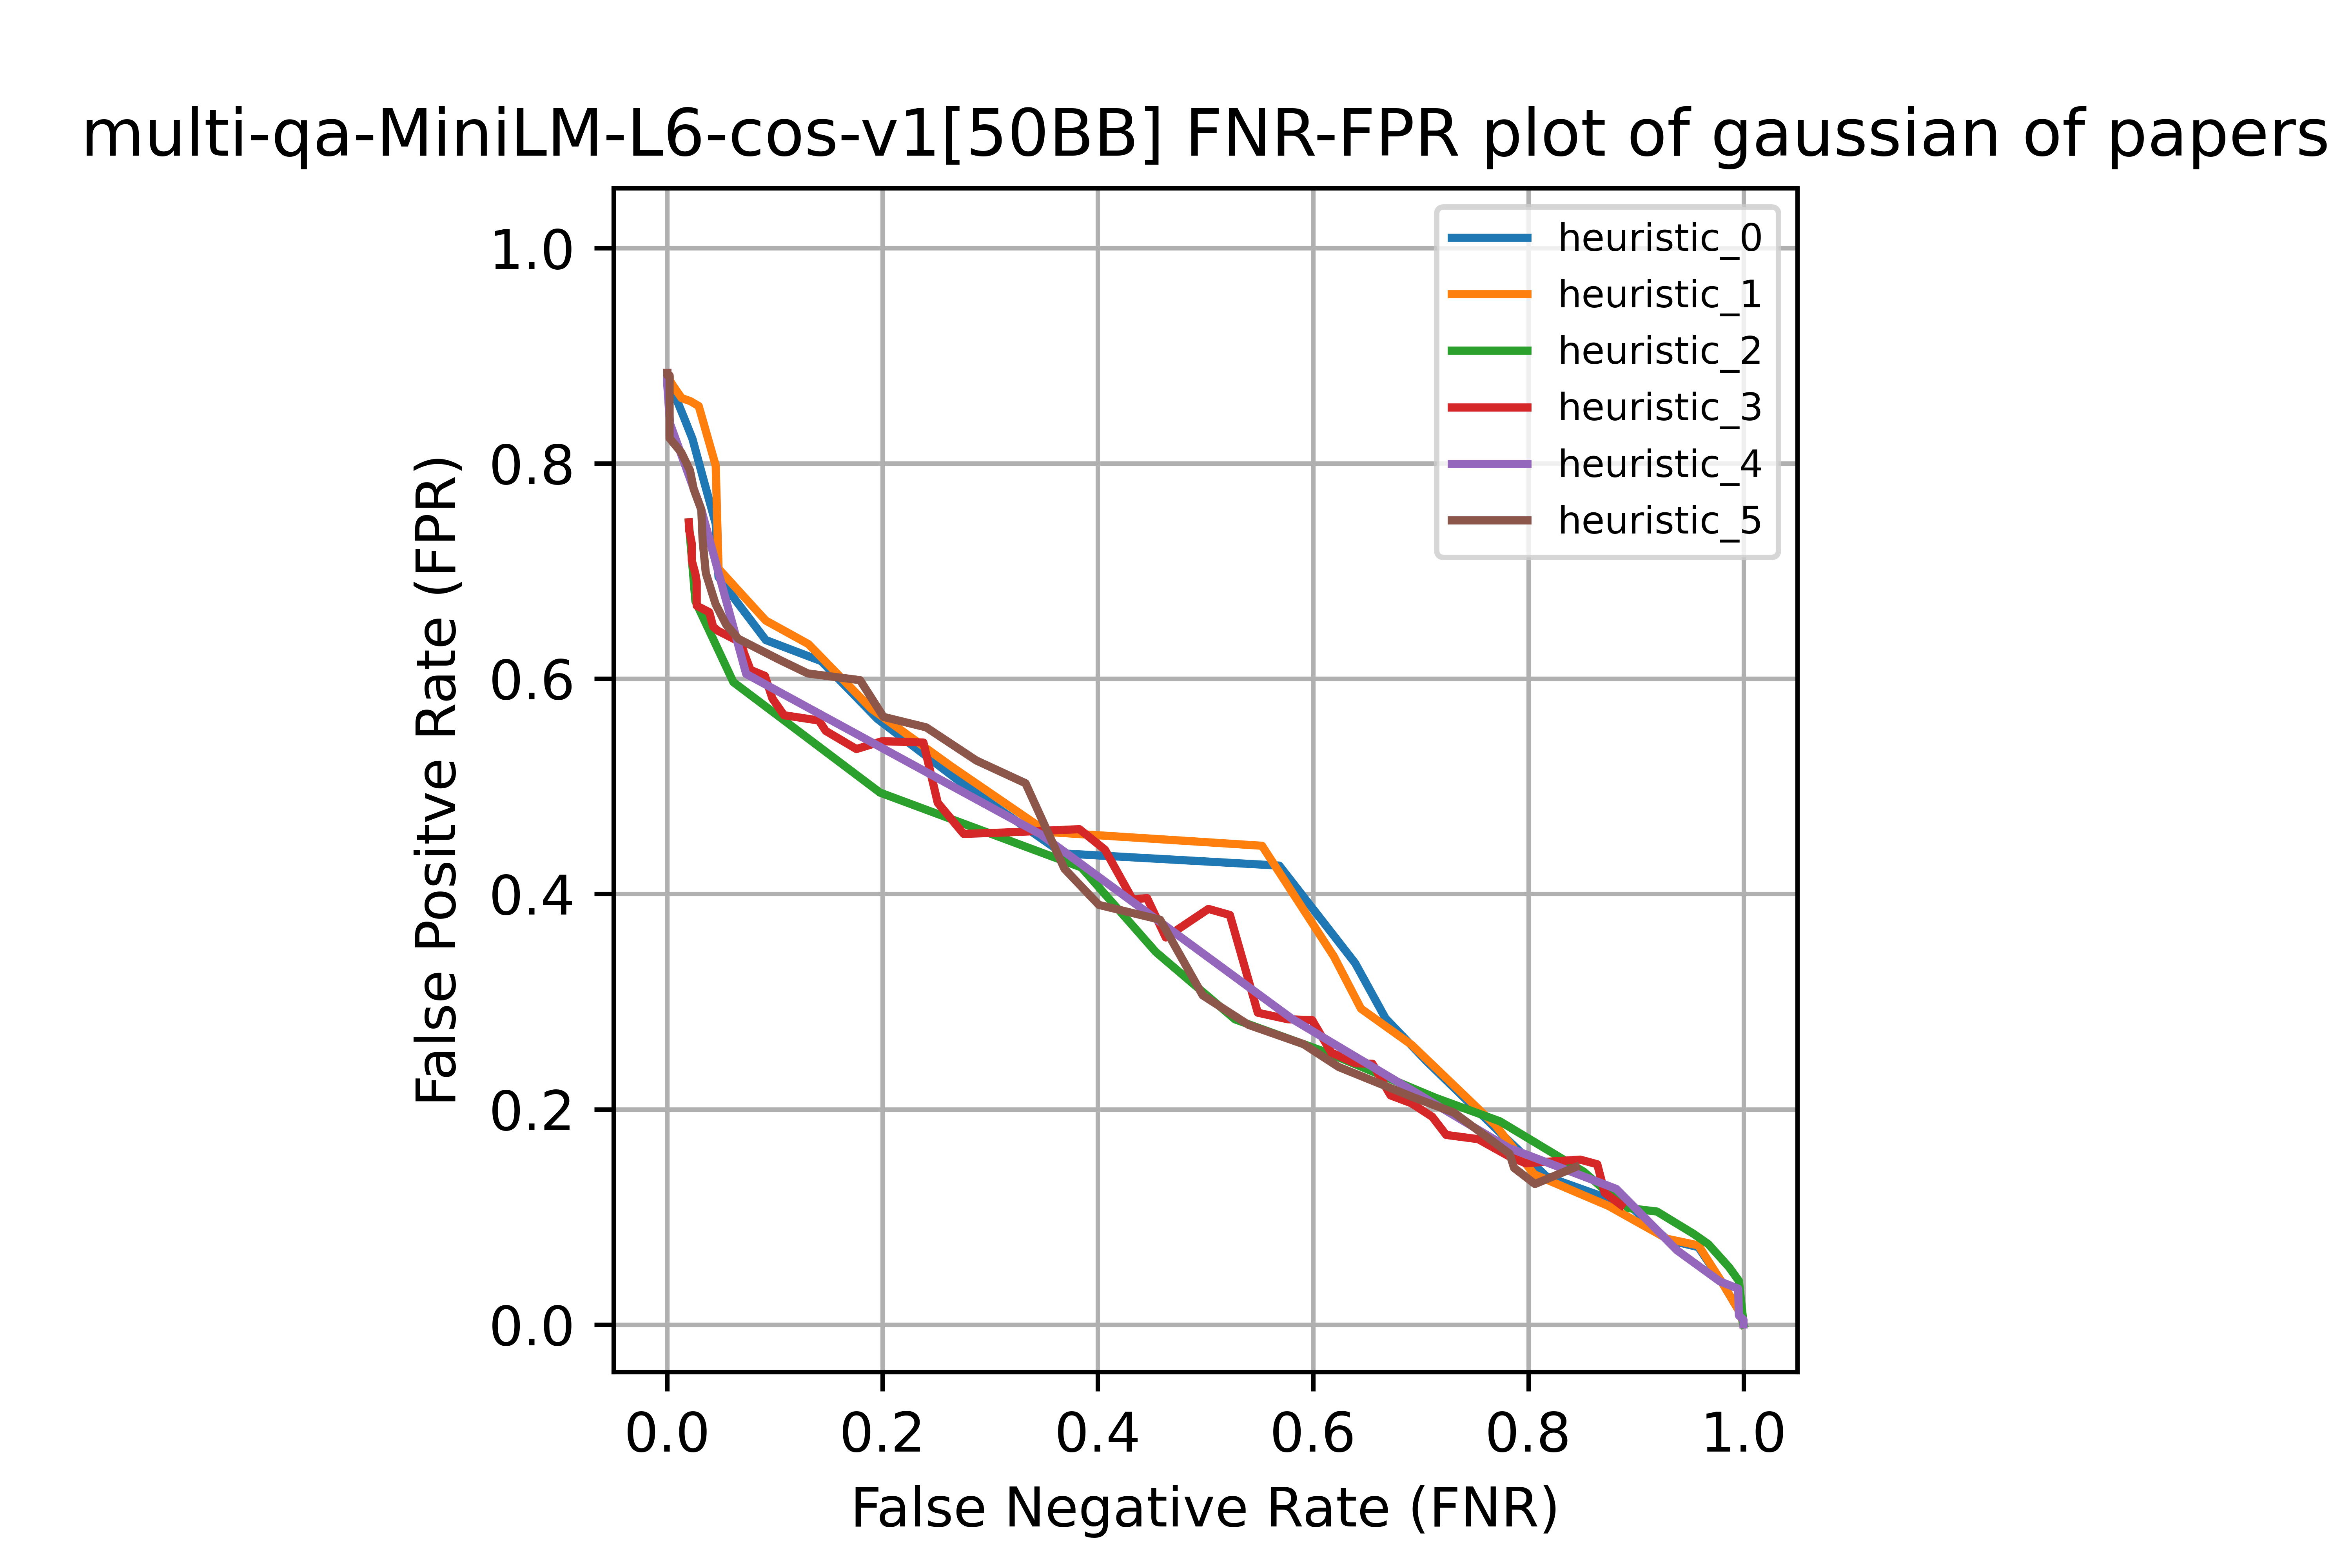 multi-qa-MiniLM-L6-cos-v1[50BB] FNR-FPR plot of gaussian of papers
heuristic_0
heuristic_1
heuristic_2
heuristic_3
heuristic_4
heuristic_5
1.0
0.8
0.6
0.4
0.2
0.0
False Positve Rate (FPR)
0.0 0.2 0.4 0.6 0.8 1.0
False Negative Rate (FNR)